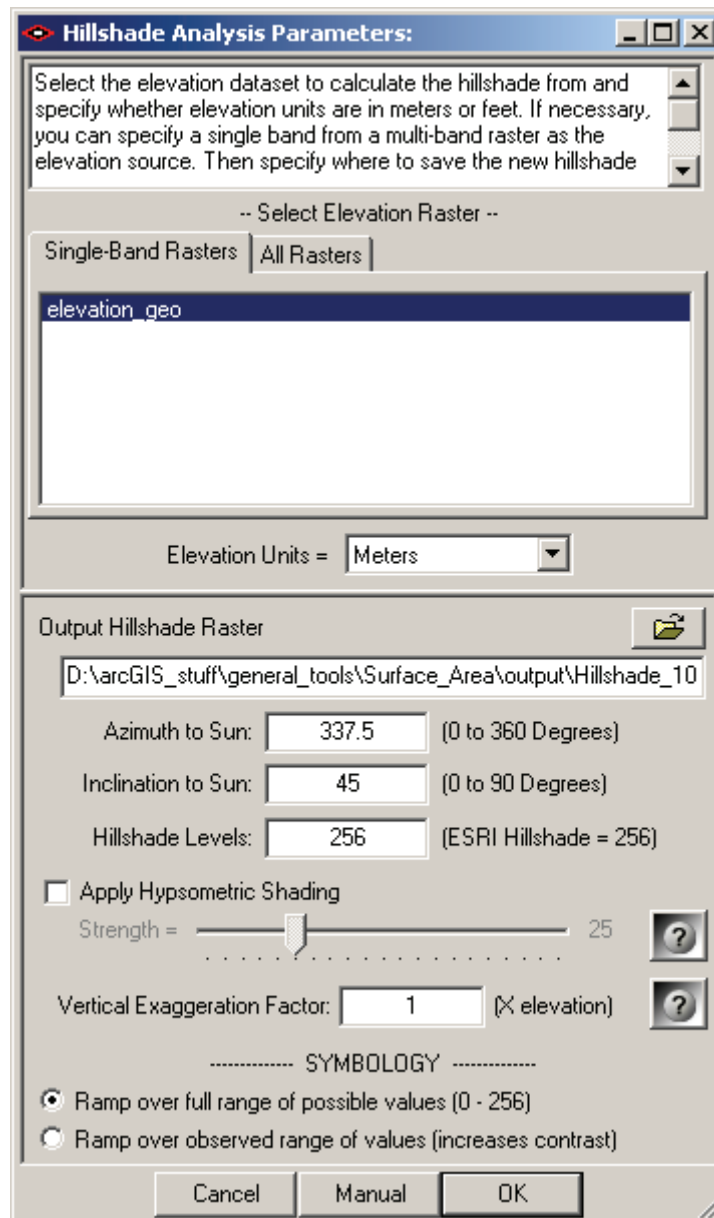 Hillshade Analysis Parameters:
Select the elevation dataset to calculate the hillshade from and
specify whether elevation units are in meters or feet. If necessary,
you can specify a single band from a multi-band raster as the
elevation source. Then specify where to save the new hillshade
-- Select Elevation Raster --
Single-Band Rasters All Rasters
elevation_geo
Elevation Units = Meters
Output Hillshade Raster
D:\arcGIS_stuff\general_tools\Surface_Area\output\Hillshade_10
Azimuth to Sun: 337.5 (0 to 360 Degrees)
Inclination to Sun: 45 (0 to 90 Degrees)
Hillshade Levels: 256 (ESRI Hillshade = 256)
Apply Hypsometric Shading
Strength = 25 ?
Vertical Exaggeration Factor: 1 (X elevation) ?
------------- SYMBOLOGY -------------
Ramp over full range of possible values (0 - 256)
Ramp over observed range of values (increases contrast)
Cancel Manual OK